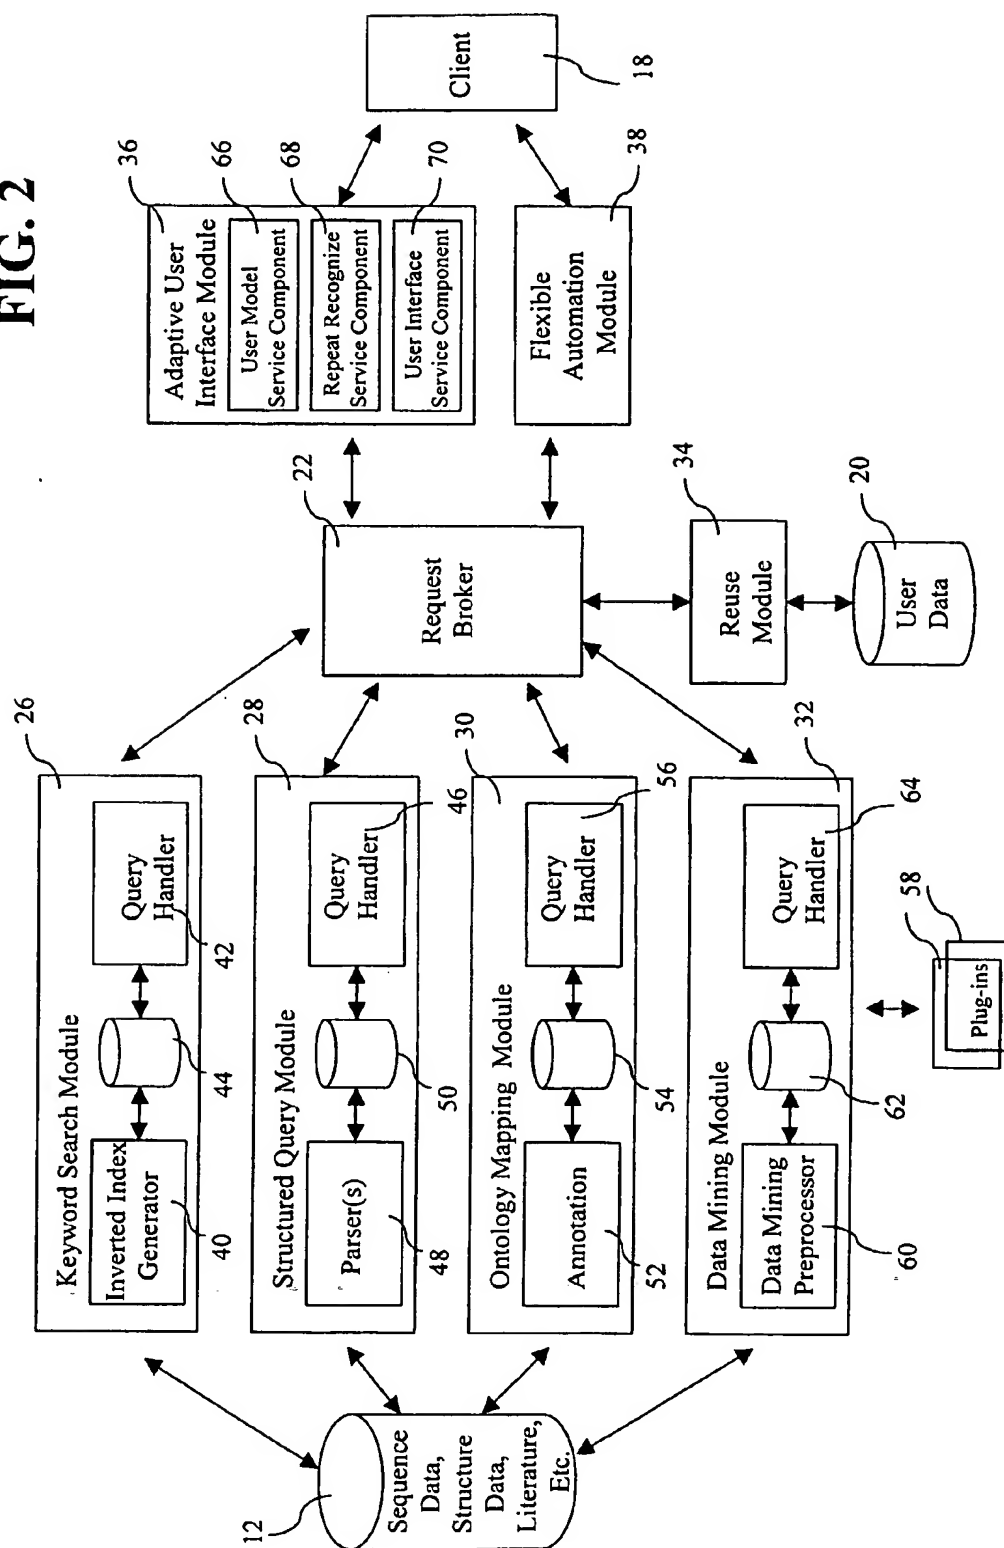 FIG. 2
12
Sequence
Data,
Structure
Data,
Literature,
Etc.
26
Keyword Search Module
Inverted Index
Generator
40
44
Query
Handler
42
28
Structured Query Module
Parser(s)
48
50
Query
Handler
46
30
Ontology Mapping Module
Annotation
52
54
Query
Handler
56
32
Data Mining Module
Data Mining
Preprocessor
60
62
Query
Handler
64
58
Plug-ins
22
Request
Broker
34
Reuse
Module
20
User
Data
36
Adaptive User
Interface Module
66
User Model
Service Component
68
Repeat Recognize
Service Component
70
User Interface
Service Component
38
Flexible
Automation
Module
Client
18